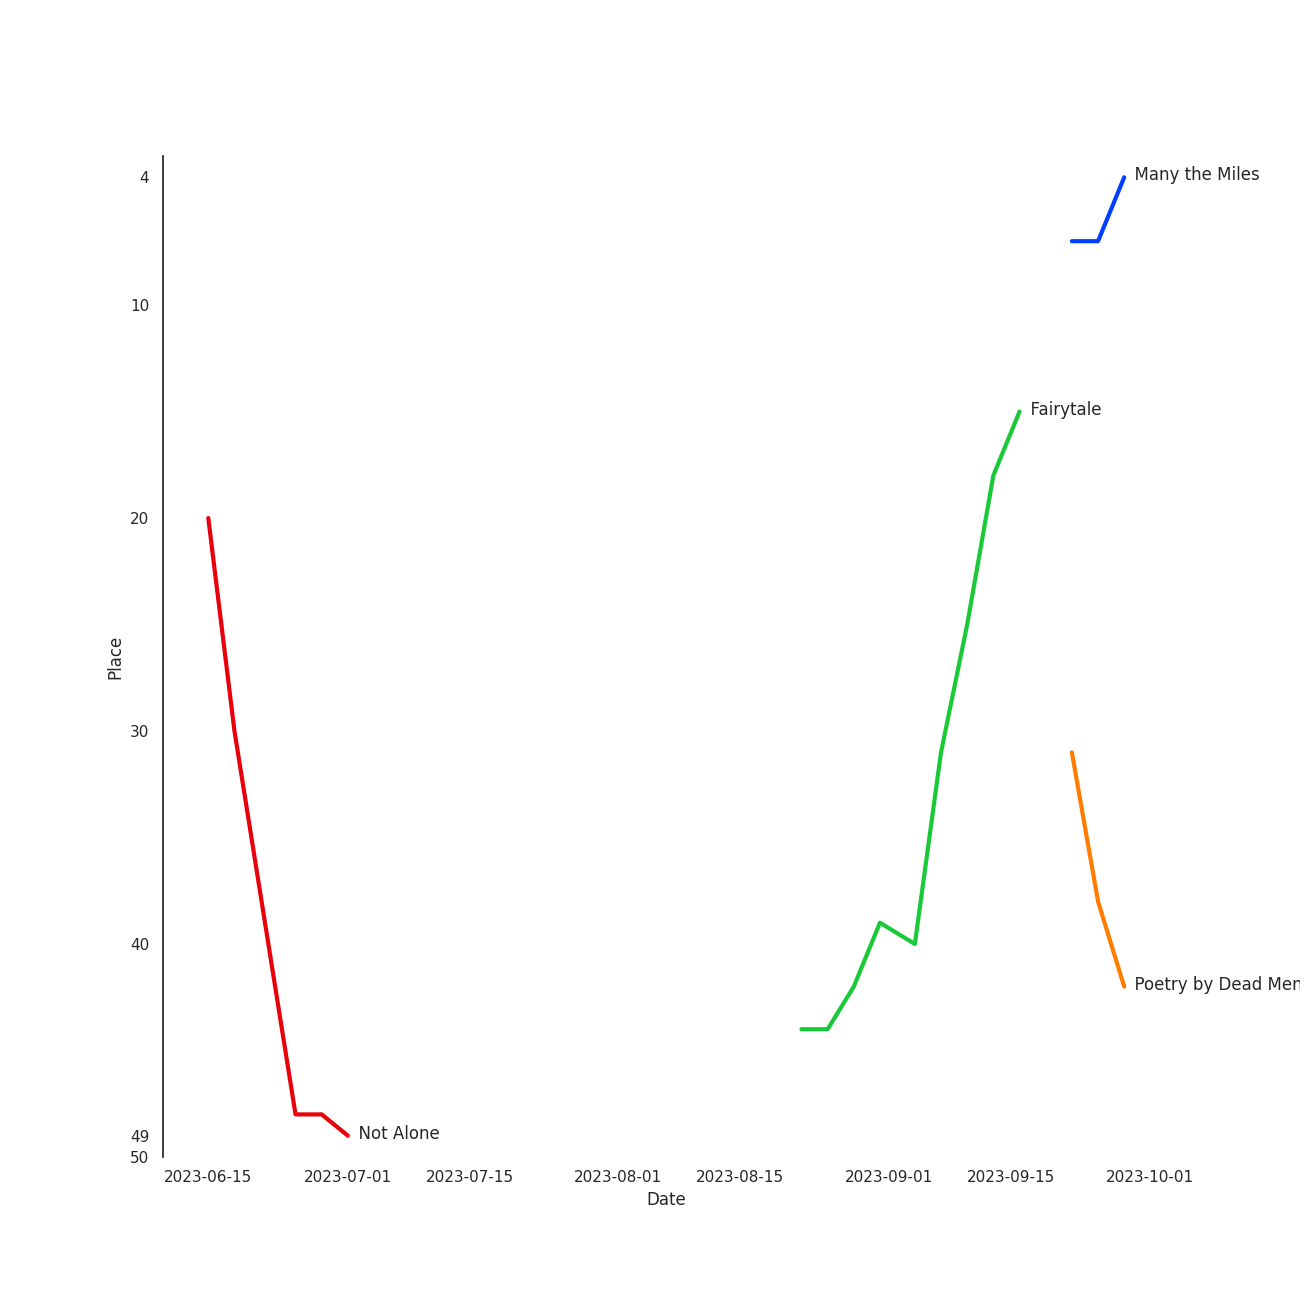 4
Many the Miles
10
Fairytale
20
Place
30
40
Poetry by Dead Men
49
Not Alone
50
2023-06-15
2023-07-01
2023-07-15
2023-08-01
2023-08-15
2023-09-01
2023-09-15
2023-10-01
Date